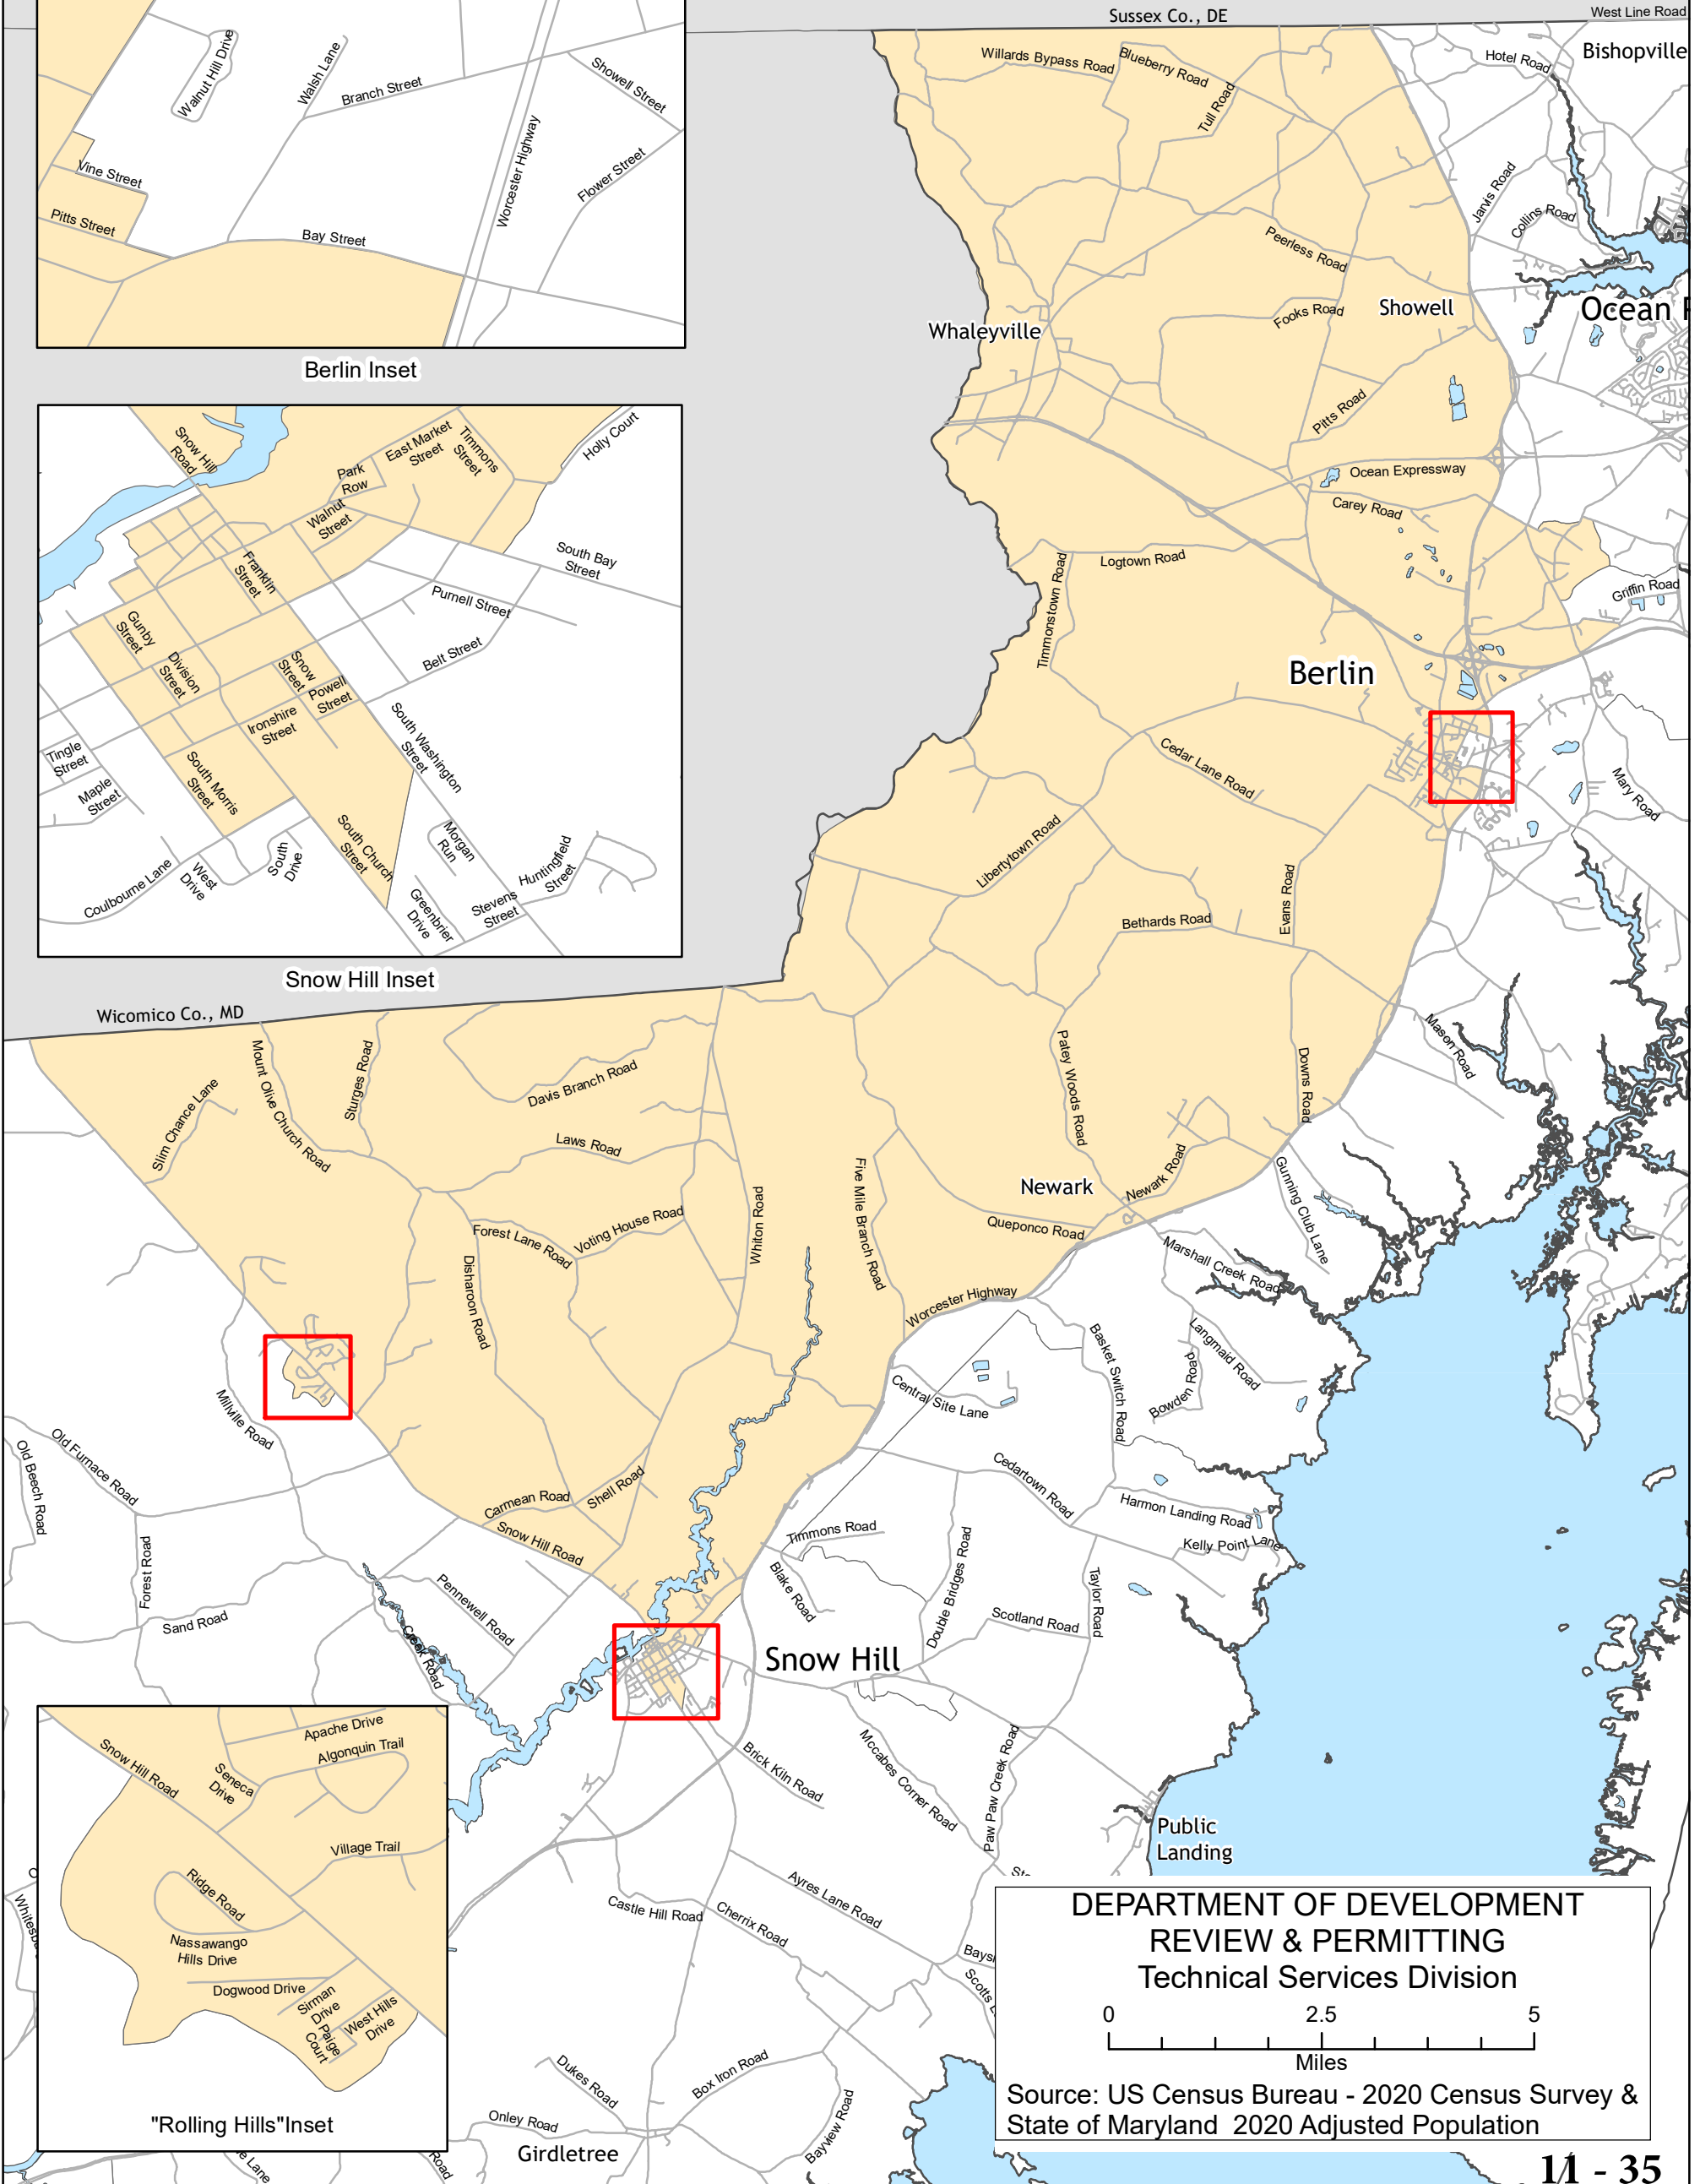 Sussex Co., DE
West Line Road
Bishopville
Hotel Road
Willards Bypass Road
Blueberry Road
Tull Road
Jarvis Road
Collins Road
Peerless Road
Showell
Fooks Road
Whaleyville
Pitts Road
Ocean Expressway
Carey Road
Logtown Road
Timmonstown Road
Griffin Road
Berlin
Cedar Lane Road
Mary Road
Libertytown Road
Evans Road
Bethards Road
Mason Road
Patey Woods Road
Downs Road
Newark
Newark Road
Gunning Club Lane
Queponco Road
Marshall Creek Road
Worcester Highway
Five Mile Branch Road
Whiton Road
Walnut Hill Drive
Walsh Lane
Branch Street
Showell Street
Worcester Highway
Flower Street
Vine Street
Pitts Street
Bay Street
Berlin Inset
Snow Hill
Road
East Market
Street
Timmons
Street
Holly Court
Park
Row
Walnut
Street
South Bay
Street
Franklin
Street
Purnell Street
Gunby
Street
Division
Street
Snow
Street
Belt Street
Powell
Street
Ironshire
Street
South Washington
Street
Tingle
Street
Maple
Street
South Morris
Street
South Church
Street
Morgan
Run
Huntingfield
Street
South
Drive
West
Drive
Coulbourne Lane
Greenbrier
Drive
Stevens
Street
Snow Hill Inset
Wicomico Co., MD
Mount Olive Church Road
Sturges Road
Slim Chance Lane
Davis Branch Road
Laws Road
Forest Lane Road
Voting House Road
Disharoon Road
Millville Road
Old Furnace Road
Old Beech Road
Forest Road
Sand Road
Carmean Road
Shell Road
Snow Hill Road
Pennewell Road
Creek Road
Central Site Lane
Basket Switch Road
Langmaid Road
Bowden Road
Cedartown Road
Harmon Landing Road
Kelly Point Lane
Timmons Road
Blake Road
Double Bridges Road
Taylor Road
Scotland Road
Snow Hill
Brick Kiln Road
Mccabes Corner Road
Paw Paw Creek Road
Public
Landing
Ayres Lane Road
Castle Hill Road
Cherrix Road
Dukes Road
Box Iron Road
Onley Road
Bayview Road
Girdletree
Road
Apache Drive
Algonquin Trail
Snow Hill Road
Seneca
Drive
Village Trail
Ridge Road
Nassawango
Hills Drive
Dogwood Drive
Sirman
Drive
West Hills
Drive
Paige
Court
"Rolling Hills"Inset
DEPARTMENT OF DEVELOPMENT
REVIEW & PERMITTING
Technical Services Division
0 2.5 5
Miles
Source: US Census Bureau - 2020 Census Survey &
State of Maryland 2020 Adjusted Population
11 - 35